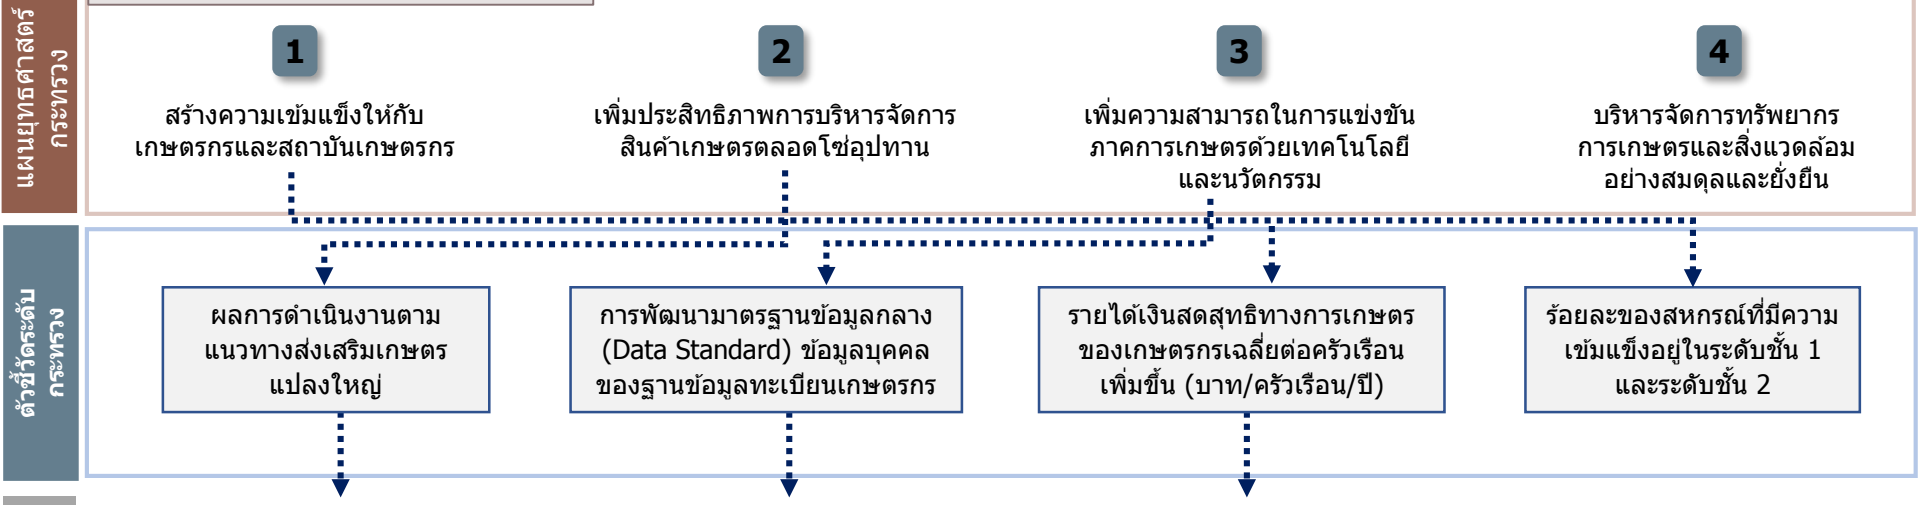 แผนยุทธศาสตร์
กระทรวง
1
สร้างความเข้มแข็งให้กับ
เกษตรกรและสถาบันเกษตรกร
2
เพิ่มประสิทธิภาพการบริหารจัดการ
สินค้าเกษตรตลอดโซ่อุปทาน
3
เพิ่มความสามารถในการแข่งขัน
ภาคการเกษตรด้วยเทคโนโลยี
และนวัตกรรม
4
บริหารจัดการทรัพยากร
การเกษตรและสิ่งแวดล้อม
อย่างสมดุลและยั่งยืน
ตัวชี้วัดระดับ
กระทรวง
ผลการดำเนินงานตาม
แนวทางส่งเสริมเกษตร
แปลงใหญ่
การพัฒนามาตรฐานข้อมูลกลาง
(Data Standard) ข้อมูลบุคคล
ของฐานข้อมูลทะเบียนเกษตรกร
รายได้เงินสดสุทธิทางการเกษตร
ของเกษตรกรเฉลี่ยต่อครัวเรือน
เพิ่มขึ้น (บาท/ครัวเรือน/ปี)
ร้อยละของสหกรณ์ที่มีความ
เข้มแข็งอยู่ในระดับชั้น 1
และระดับชั้น 2